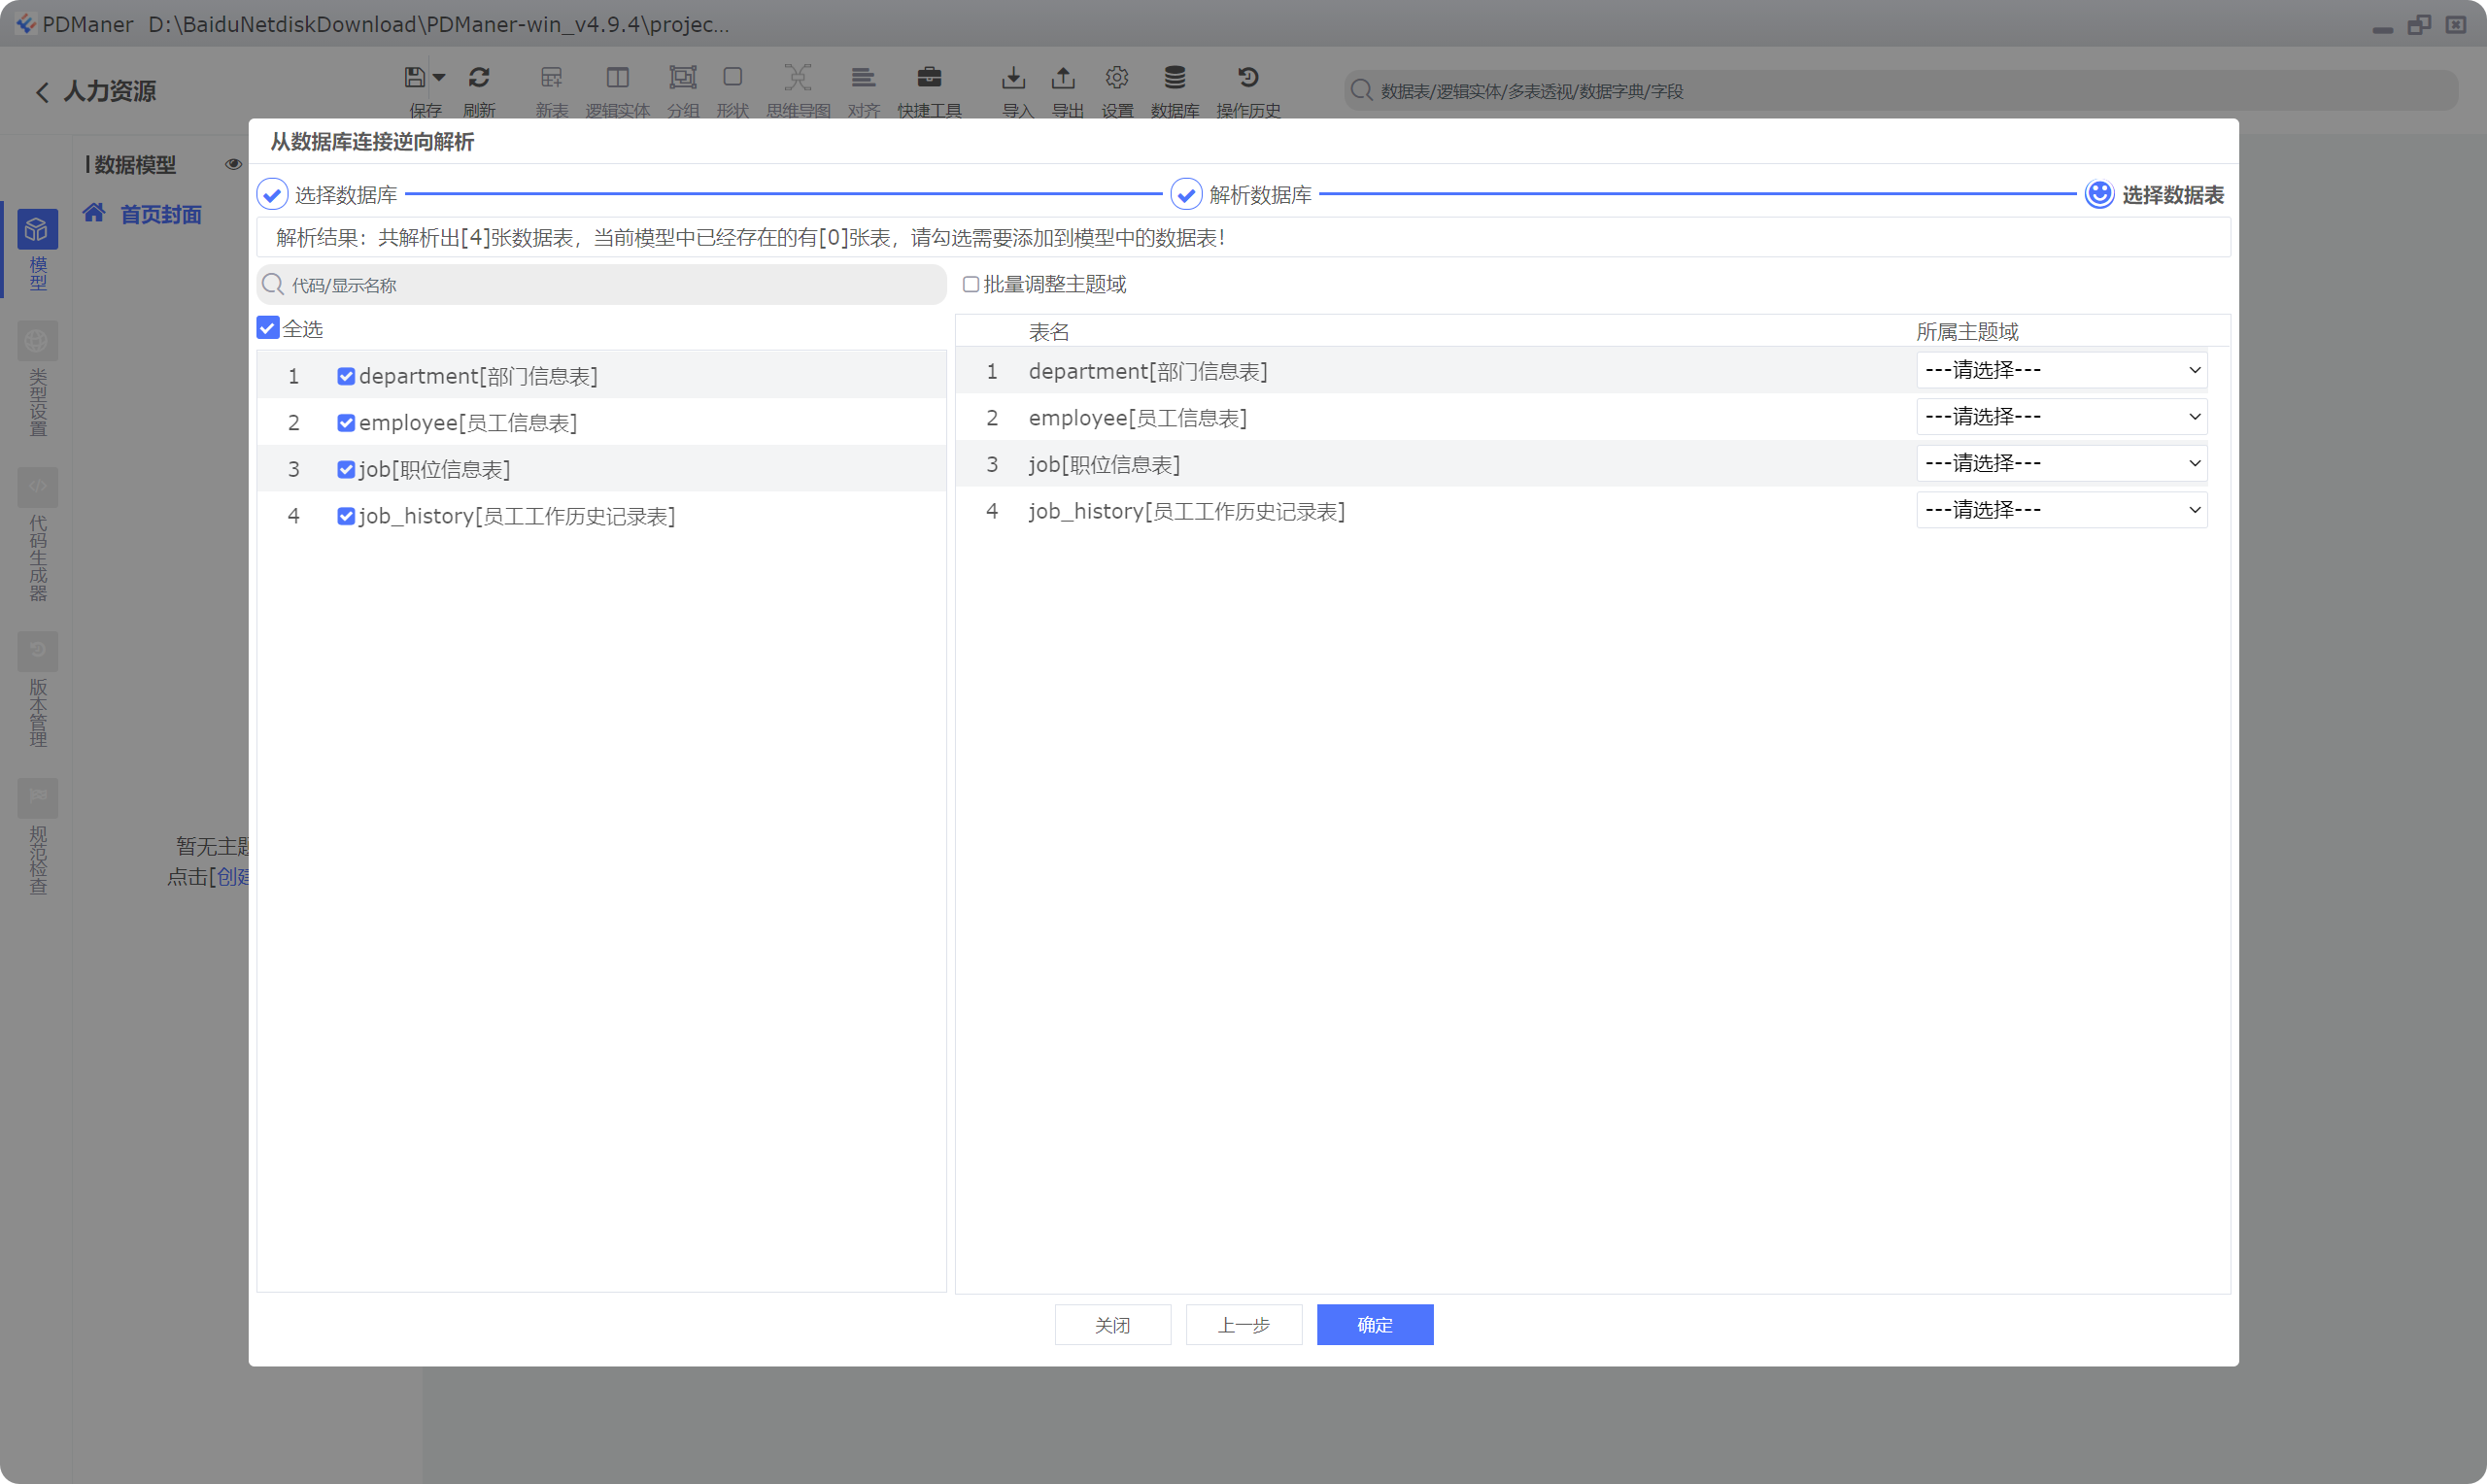 PDManer D:\BaiduNetdiskDownload\PDManer-win_v4.9.4\projec...
人力资源
保存 刷新 新表 逻辑实体 分组 形状 思维导图 对齐 快捷工具 导入 导出 设置 数据库 操作历史
数据表/逻辑实体/多表透视/数据字典/字段
数据模型
首页封面
模型
类型设置
代码生成器
版本管理
规范检查
暂无主题
点击[创建
从数据库连接逆向解析
选择数据库 解析数据库 选择数据表
解析结果：共解析出[4]张数据表，当前模型中已经存在的有[0]张表，请勾选需要添加到模型中的数据表！
代码/显示名称
全选
1 department[部门信息表]
2 employee[员工信息表]
3 job[职位信息表]
4 job_history[员工工作历史记录表]
批量调整主题域
表名 所属主题域
1 department[部门信息表] ---请选择---
2 employee[员工信息表] ---请选择---
3 job[职位信息表] ---请选择---
4 job_history[员工工作历史记录表] ---请选择---
关闭 上一步 确定